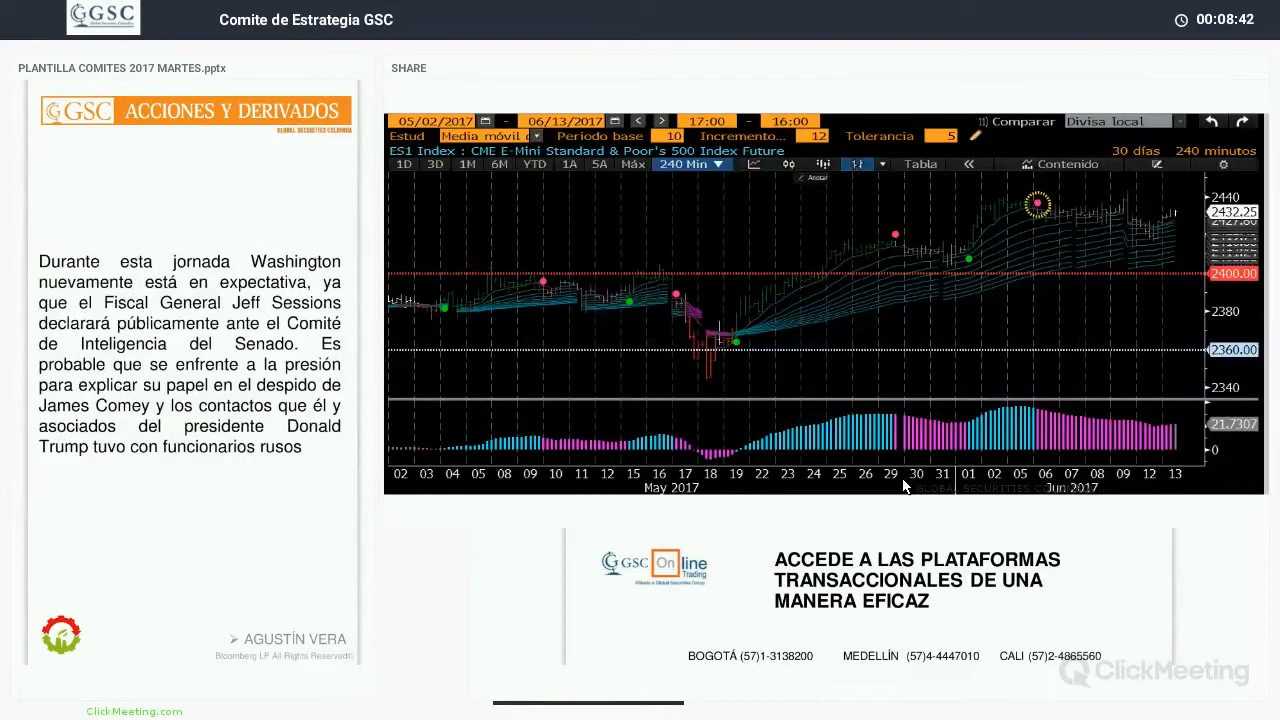 GSC
Comite de Estrategia GSC
00:08:42
PLANTILLA COMITES 2017 MARTES.pptx
GSC ACCIONES Y DERIVADOS
GLOBAL SECURITIES COLOMBIA
Durante esta jornada Washington
nuevamente está en expectativa, ya
que el Fiscal General Jeff Sessions
declarará públicamente ante el Comité
de Inteligencia del Senado. Es
probable que se enfrente a la presión
para explicar su papel en el despido de
James Comey y los contactos que él y
asociados del presidente Donald
Trump tuvo con funcionarios rusos
➢ AGUSTÍN VERA
Bloomberg LP All Rights Reserved©
SHARE
05/02/2017 - 06/13/2017 < > 17:00 - 16:00 Comparar Divisa local
Estud Media móvil Periodo base 10 Incremento... 12 Tolerancia 5
ES1 Index : CME E-Mini Standard & Poor's 500 Index Future 30 días 240 minutos
1D 3D 1M 6M YTD 1A 5A Máx 240 Min ▼ Tabla « Contenido
Anotar
2440
2432.25
2400.00
2380
2360.00
2340
21.7307
0
02 03 04 05 08 09 10 11 12 15 16 17 18 19 22 23 24 25 26 29 30 31 01 02 05 06 07 08 09 12 13
May 2017 Jun 2017
GSC Online
Trading
ACCEDE A LAS PLATAFORMAS
TRANSACCIONALES DE UNA
MANERA EFICAZ
BOGOTÁ (57)1-3138200 MEDELLÍN (57)4-4447010 CALI (57)2-4865560
ClickMeeting
ClickMeeting.com